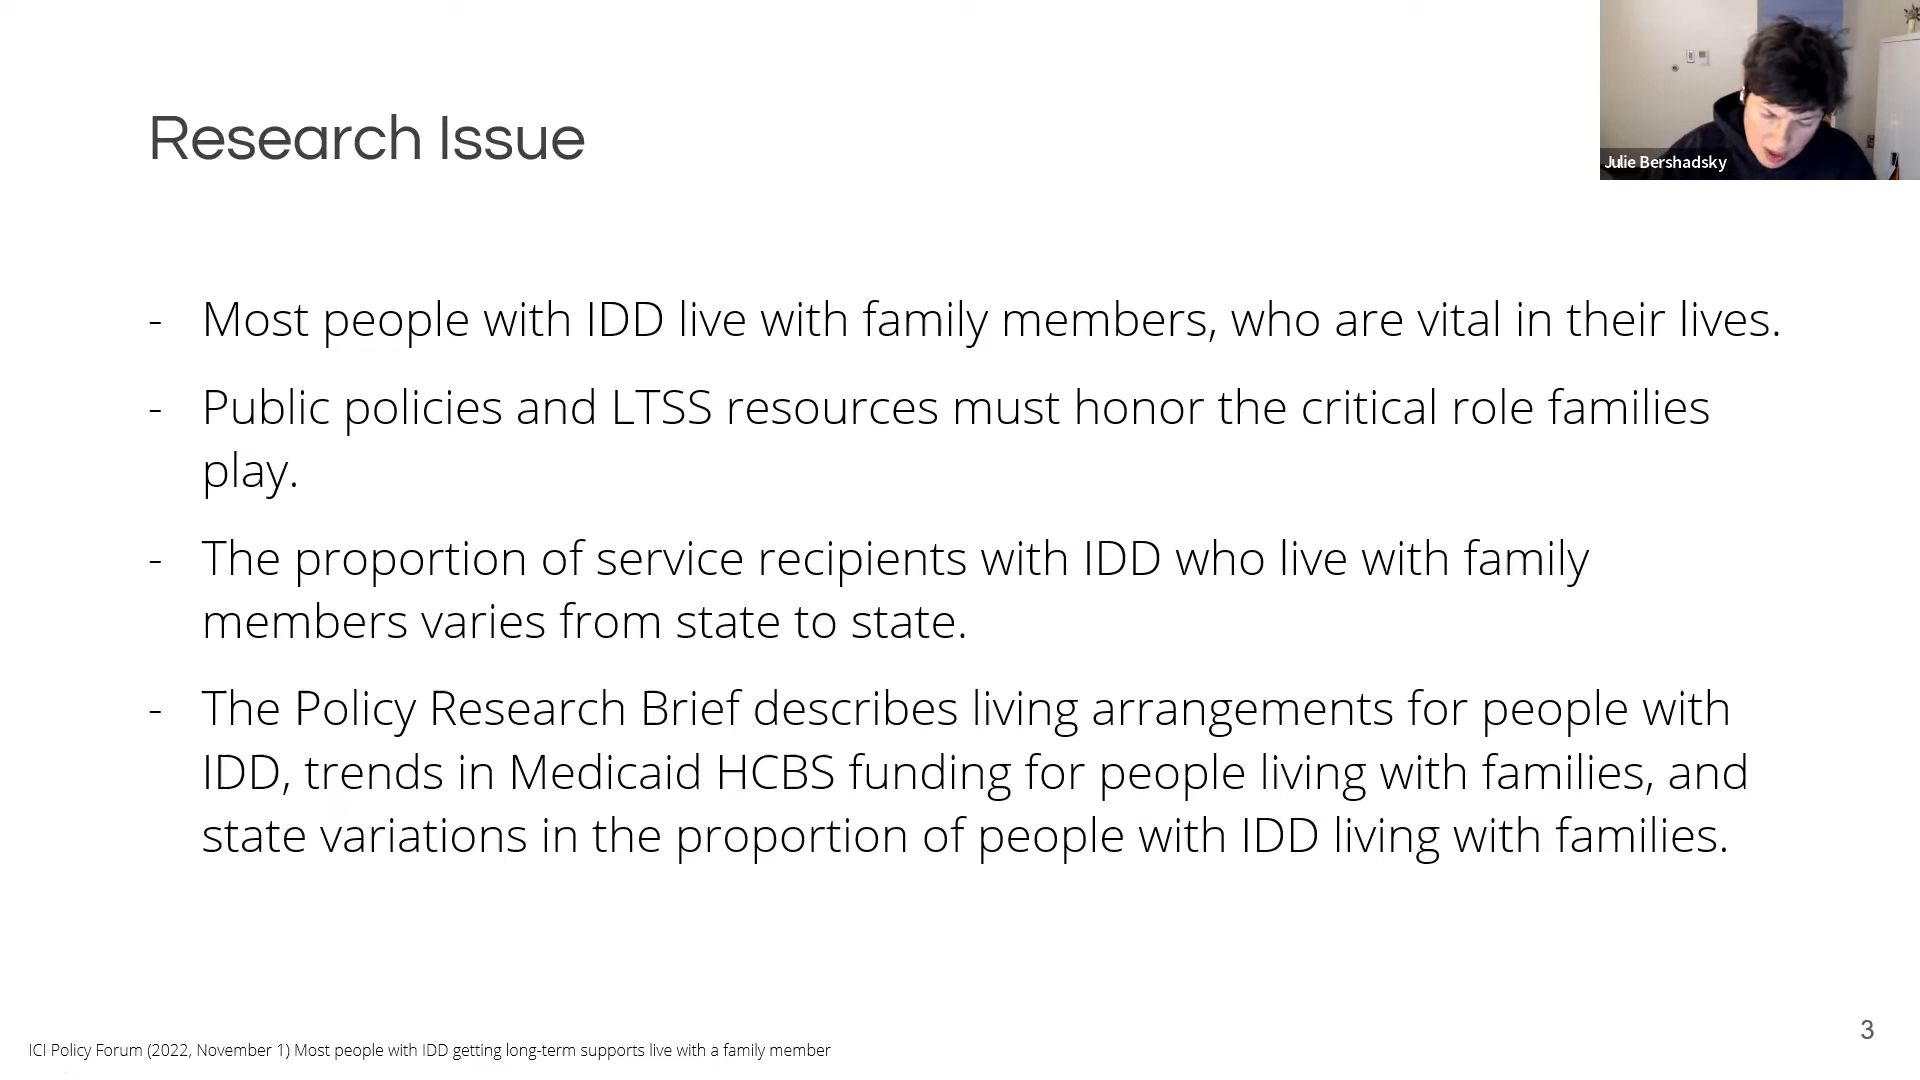 Research Issue
Julie Bershadsky
- Most people with IDD live with family members, who are vital in their lives.
- Public policies and LTSS resources must honor the critical role families
play.
- The proportion of service recipients with IDD who live with family
members varies from state to state.
- The Policy Research Brief describes living arrangements for people with
IDD, trends in Medicaid HCBS funding for people living with families, and
state variations in the proportion of people with IDD living with families.
3
ICI Policy Forum (2022, November 1) Most people with IDD getting long-term supports live with a family member